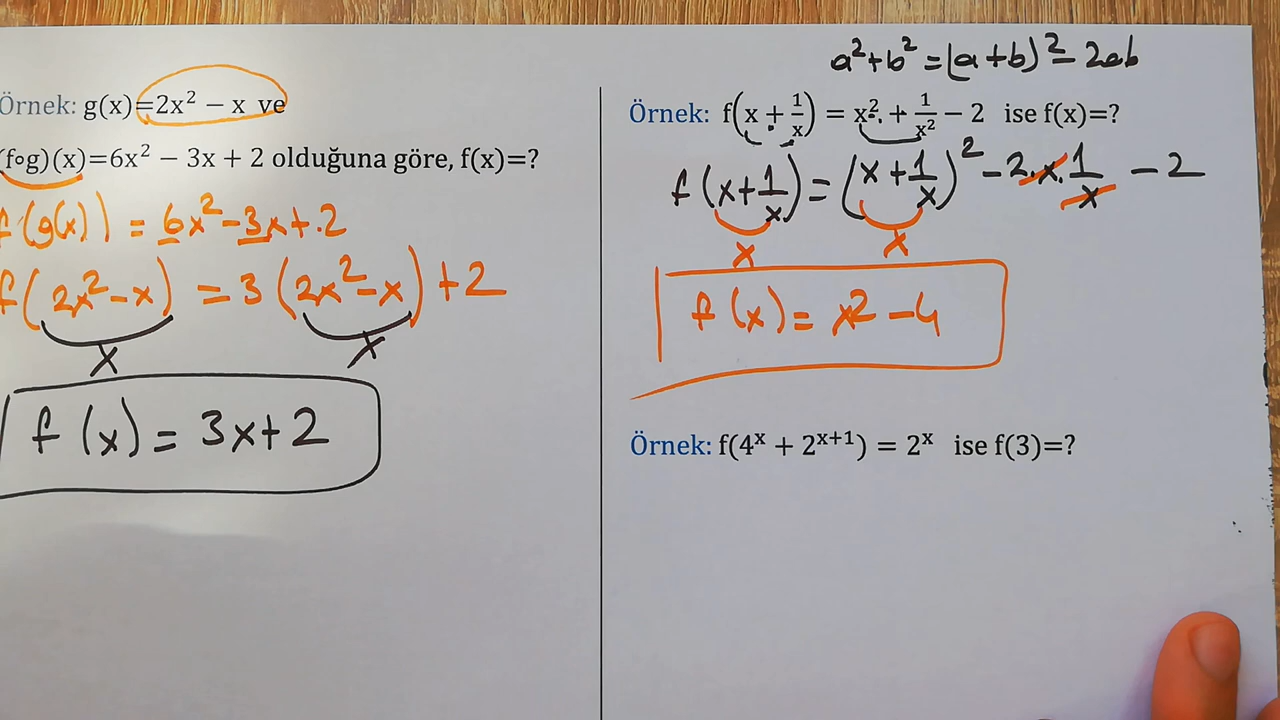 Örnek: g(x)=2x² − x ve
(f∘g)(x)=6x² − 3x + 2 olduğuna göre, f(x)=?
f(g(x)) = 6x² − 3x + 2
f(2x² − x) = 3(2x² − x) + 2
x x
f(x) = 3x + 2
a² + b² = (a + b)² − 2ab
Örnek: f(x + 1/x) = x² + 1/x² − 2 ise f(x)=?
f(x + 1/x) = (x + 1/x)² − 2.x.1/x − 2
x x
f(x) = x² − 4
Örnek: f(4ˣ + 2ˣ⁺¹) = 2ˣ ise f(3)=?